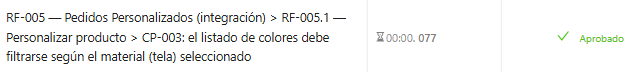 RF-005 — Pedidos Personalizados (integración) > RF-005.1 —
Personalizar producto > CP-003: el listado de colores debe
filtrarse según el material (tela) seleccionado
00:00. 077
Aprobado